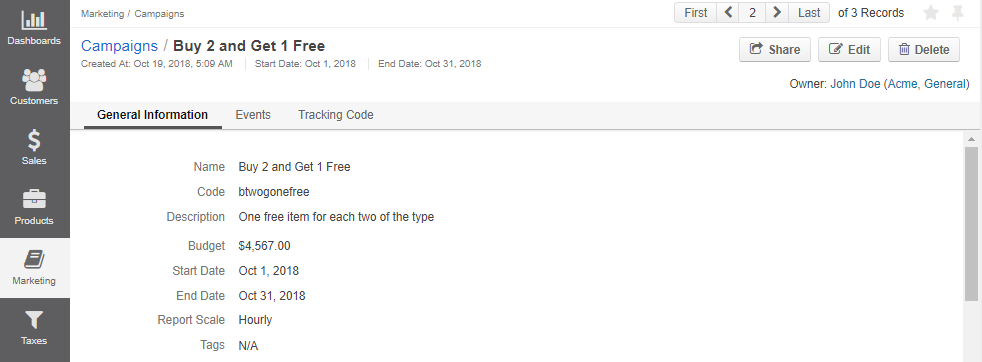 Dashboards
Customers
Sales
Products
Marketing
Taxes
Marketing / Campaigns
First 2 Last of 3 Records
Campaigns / Buy 2 and Get 1 Free
Share Edit Delete
Created At: Oct 19, 2018, 5:09 AM Start Date: Oct 1, 2018 End Date: Oct 31, 2018
Owner: John Doe (Acme, General)
General Information Events Tracking Code
Name Buy 2 and Get 1 Free
Code btwogonefree
Description One free item for each two of the type
Budget $4,567.00
Start Date Oct 1, 2018
End Date Oct 31, 2018
Report Scale Hourly
Tags N/A